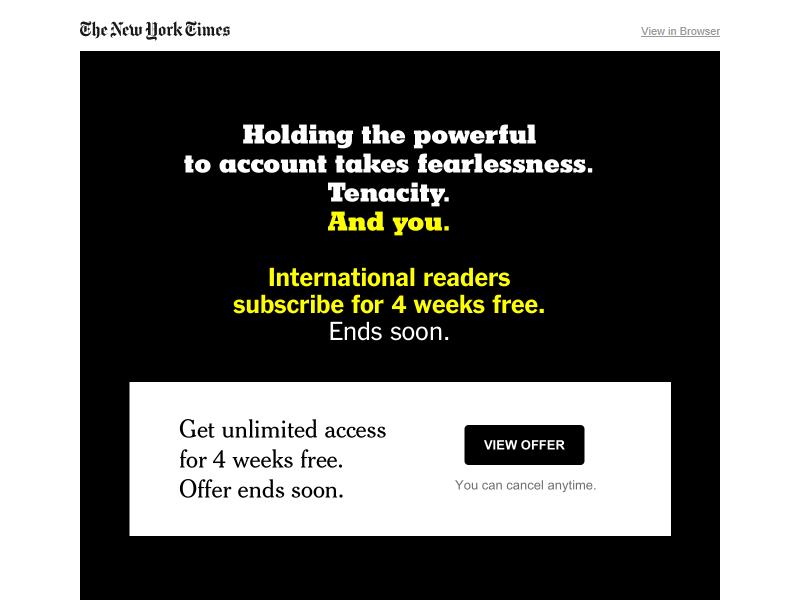 The New York Times
View in Browser
Holding the powerful
to account takes fearlessness.
Tenacity.
And you.
International readers
subscribe for 4 weeks free.
Ends soon.
Get unlimited access
for 4 weeks free.
Offer ends soon.
VIEW OFFER
You can cancel anytime.